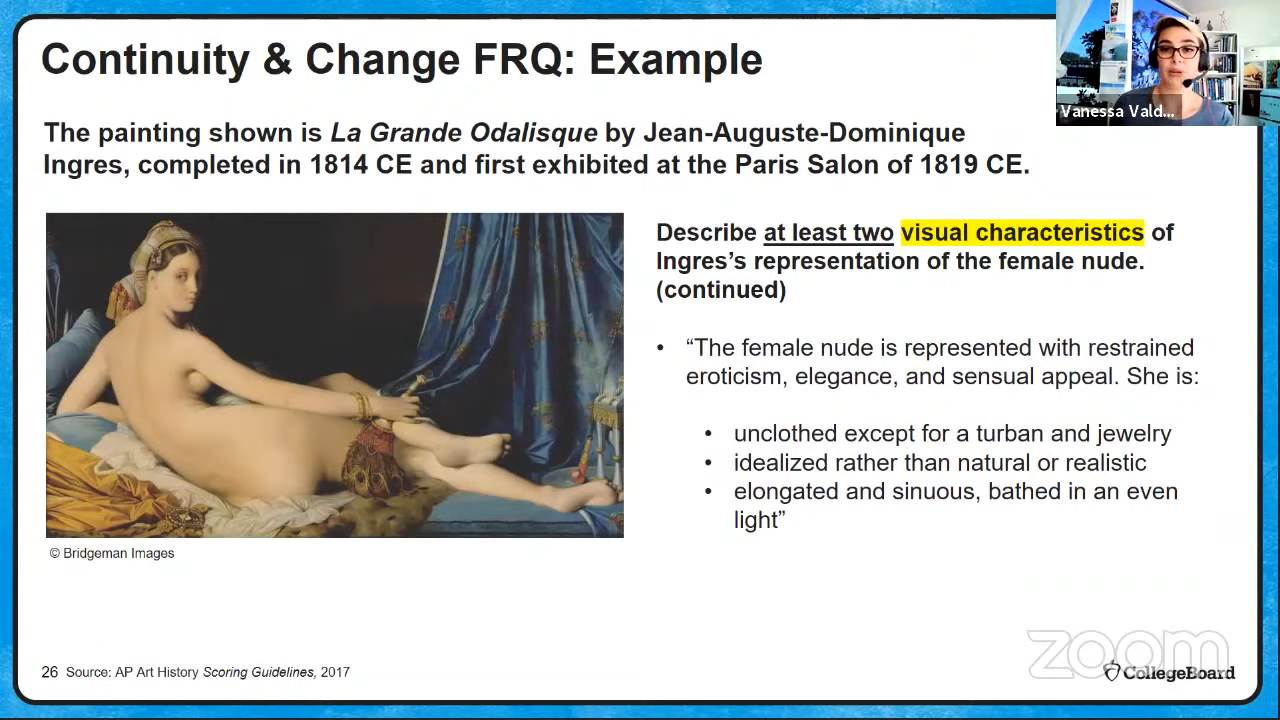 Continuity & Change FRQ: Example
Vanessa Vald...
The painting shown is La Grande Odalisque by Jean-Auguste-Dominique
Ingres, completed in 1814 CE and first exhibited at the Paris Salon of 1819 CE.
Describe at least two visual characteristics of
Ingres’s representation of the female nude.
(continued)
• “The female nude is represented with restrained
eroticism, elegance, and sensual appeal. She is:
• unclothed except for a turban and jewelry
• idealized rather than natural or realistic
• elongated and sinuous, bathed in an even
light”
© Bridgeman Images
26 Source: AP Art History Scoring Guidelines, 2017
zoom
CollegeBoard